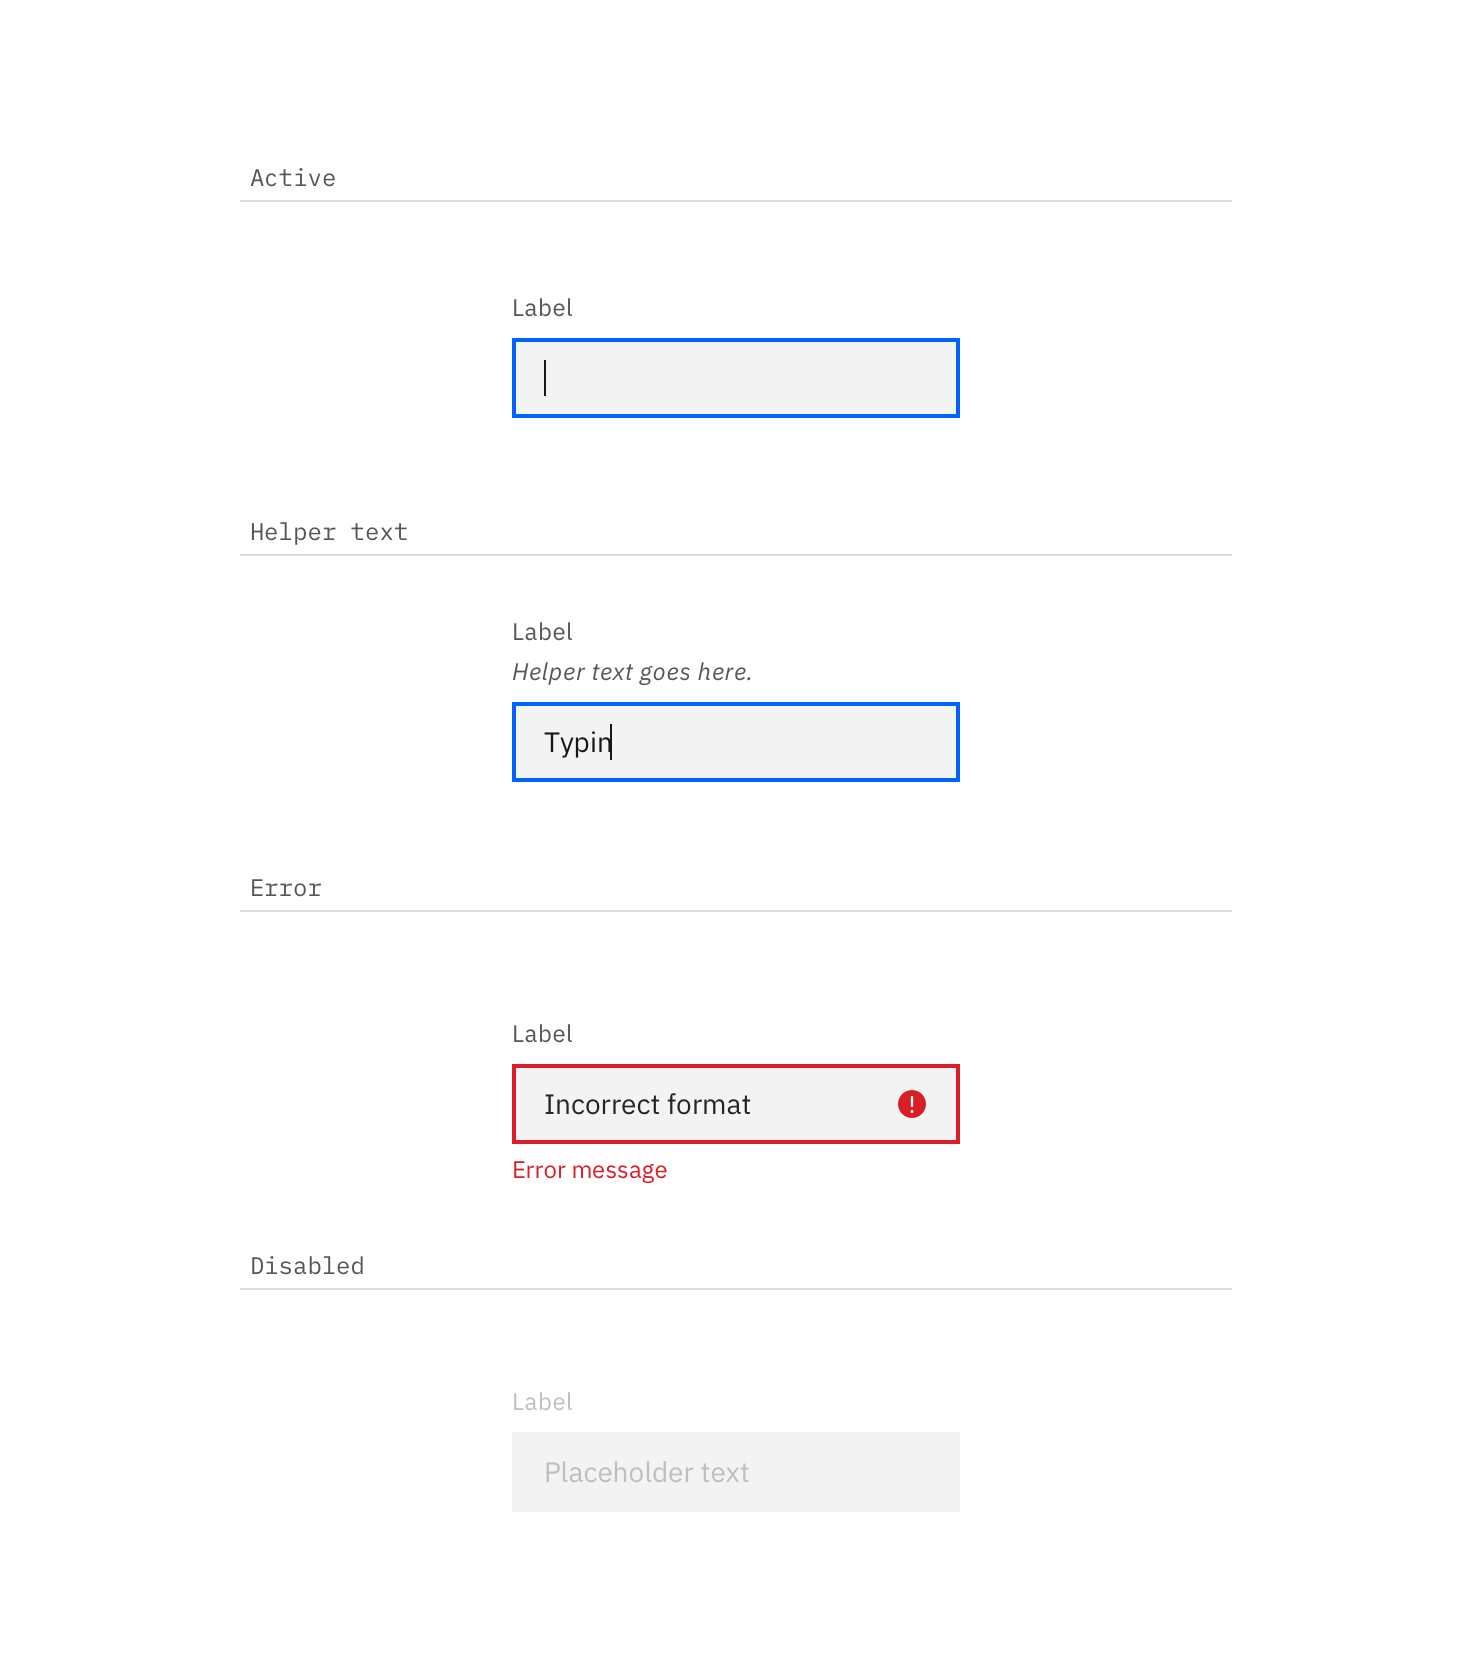 Active
Label
Helper text
Label
Helper text goes here.
Typin
Error
Label
Incorrect format
!
Error message
Disabled
Label
Placeholder text